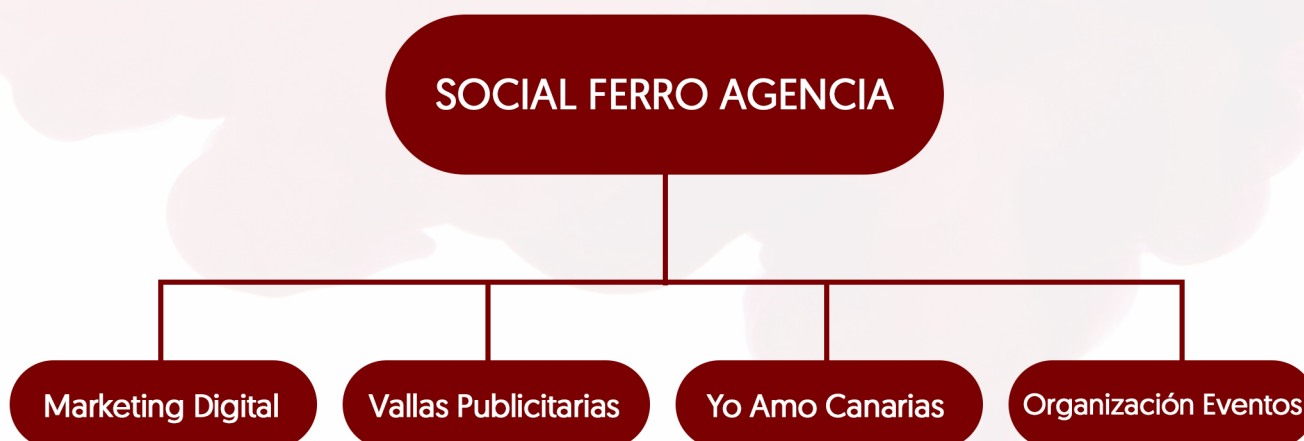 SOCIAL FERRO AGENCIA
Marketing Digital
Vallas Publicitarias
Yo Amo Canarias
Organización Eventos